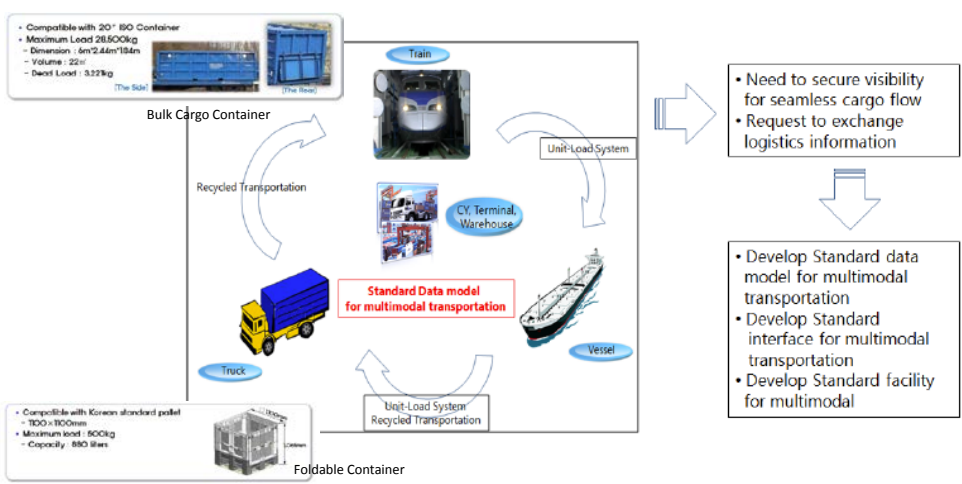 • Compatible with 20" ISO Container
• Maximum Load 28,500kg
– Dimension : 6m*2.44m*1.84m
– Volume : 22㎥
– Dead Load : 3,221kg
[The Side]
(The Rear)
Bulk Cargo Container
Train
Unit-Load System
Recycled Transportation
CY, Terminal,
Warehouse
Standard Data model
for multimodal transportation
Truck
Vessel
Unit-Load System
Recycled Transportation
• Compatible with Korean standard pallet
– 1100×1100mm
• Maximum load : 500kg
– Capacity : 880 liters
Foldable Container
• Need to secure visibility
for seamless cargo flow
• Request to exchange
logistics information
• Develop Standard data
model for multimodal
transportation
• Develop Standard
interface for multimodal
transportation
• Develop Standard facility
for multimodal